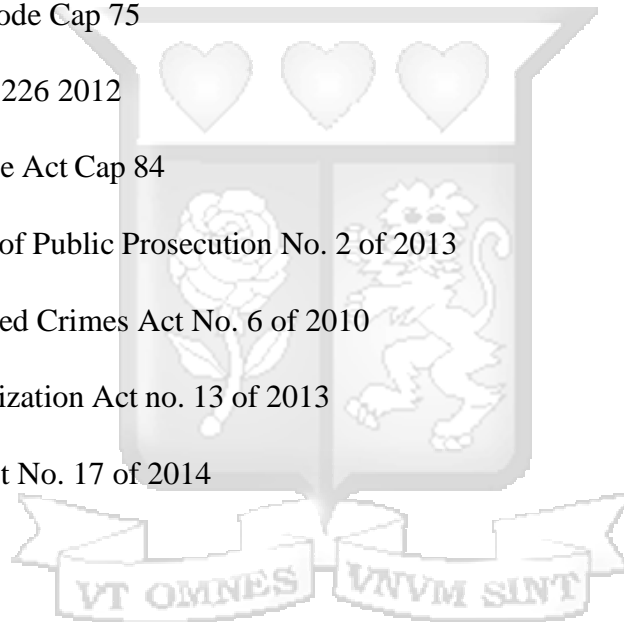 ode Cap 75
226 2012
e Act Cap 84
of Public Prosecution No. 2 of 2013
ed Crimes Act No. 6 of 2010
ization Act no. 13 of 2013
t No. 17 of 2014
VT OMNES VNVM SINT